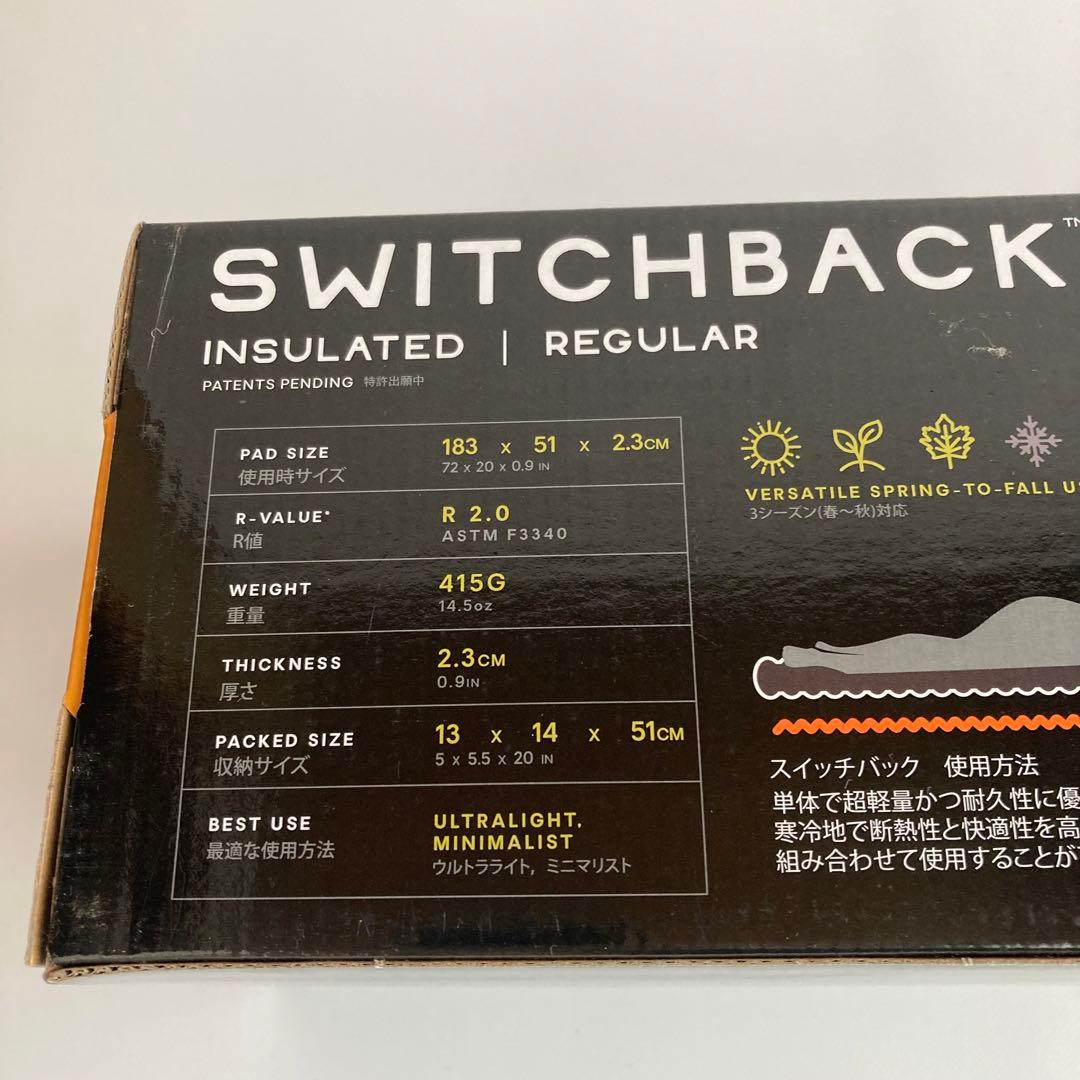 SWITCHBACK™
INSULATED | REGULAR
PATENTS PENDING 特許出願中
PAD SIZE 183 x 51 x 2.3CM
使用時サイズ 72 x 20 x 0.9 IN
R-VALUE* R 2.0
R値 ASTM F3340
WEIGHT 415G
重量 14.5oz
THICKNESS 2.3CM
厚さ 0.9IN
PACKED SIZE 13 x 14 x 51CM
収納サイズ 5 x 5.5 x 20 IN
BEST USE ULTRALIGHT,
MINIMALIST
最適な使用方法 ウルトラライト, ミニマリスト
VERSATILE SPRING-TO-FALL
3シーズン(春〜秋)対応
スイッチバック 使用方法
単体で超軽量かつ耐久性に優
寒冷地で断熱性と快適性を高
組み合わせて使用することが